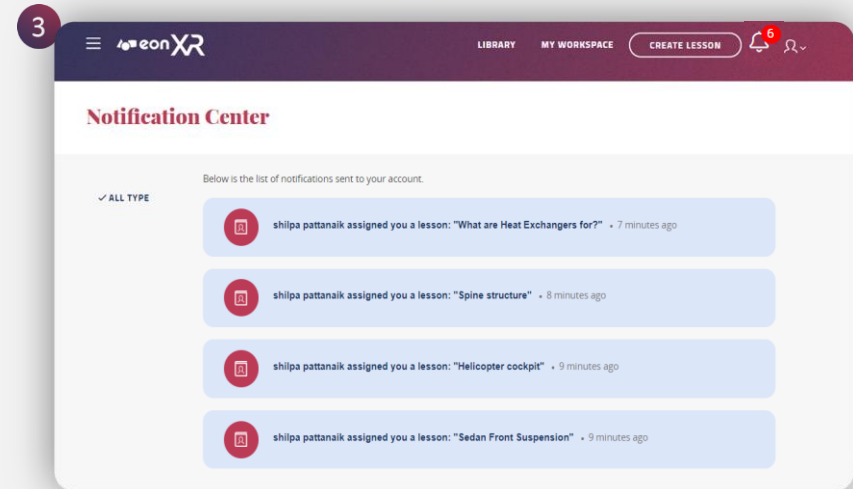 3
eonXR
LIBRARY MY WORKSPACE CREATE LESSON 6
Notification Center
Below is the list of notifications sent to your account.
✓ ALL TYPE
shilpa pattanaik assigned you a lesson: "What are Heat Exchangers for?" • 7 minutes ago
shilpa pattanaik assigned you a lesson: "Spine structure" • 8 minutes ago
shilpa pattanaik assigned you a lesson: "Helicopter cockpit" • 9 minutes ago
shilpa pattanaik assigned you a lesson: "Sedan Front Suspension" • 9 minutes ago